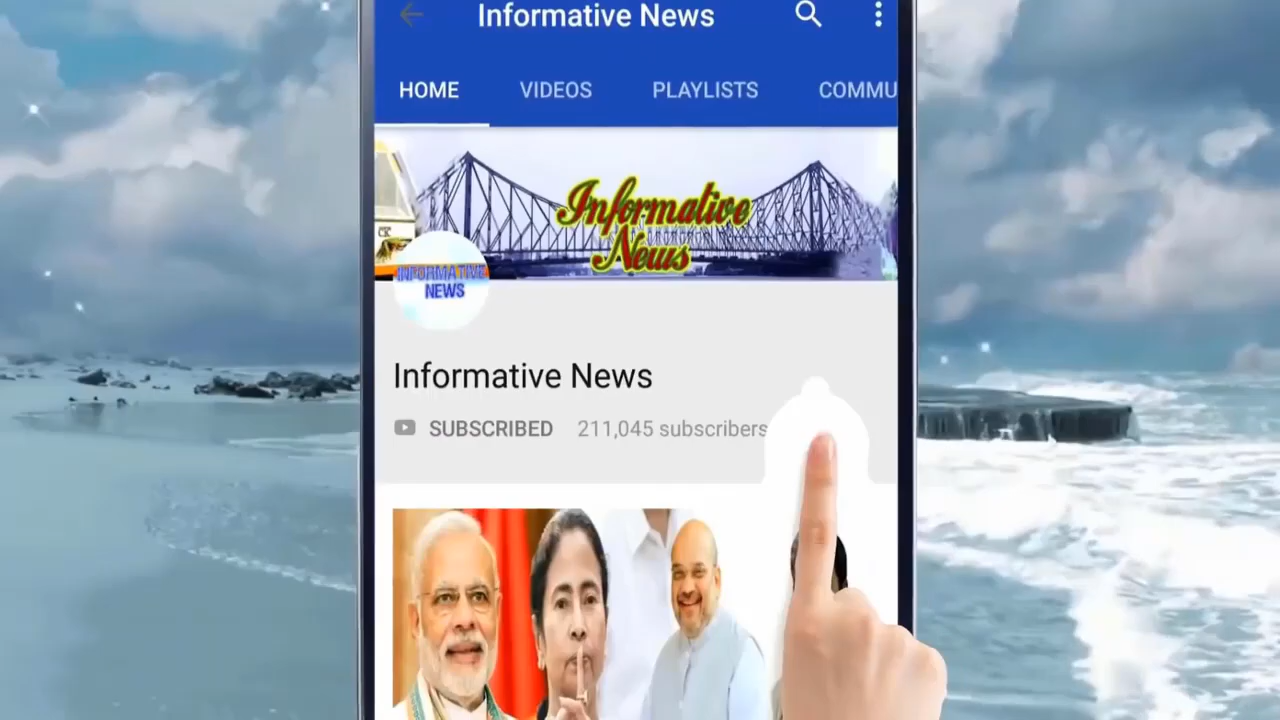 Informative News
HOME VIDEOS PLAYLISTS COMMU
Informative
News
INFORMATIVE
NEWS
Informative News
SUBSCRIBED 211,045 subscribers